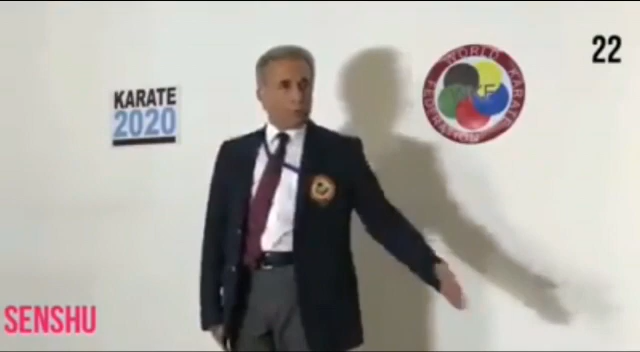 22
WORLD KARATE FEDERATION
WKF
KARATE
2020
SENSHU